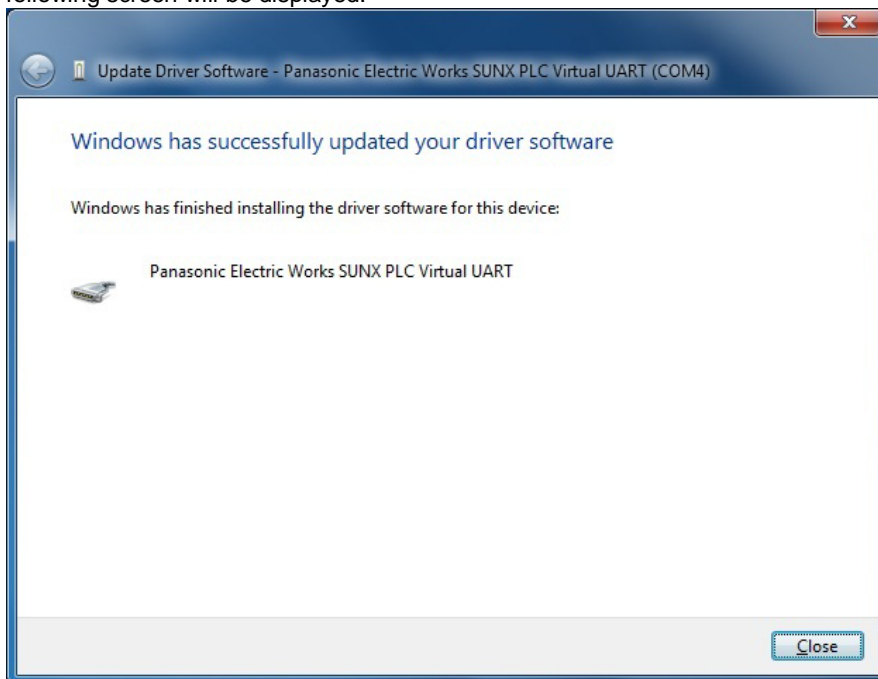 following screen will be displayed.
X
Update Driver Software - Panasonic Electric Works SUNX PLC Virtual UART (COM4)
Windows has successfully updated your driver software
Windows has finished installing the driver software for this device:
Panasonic Electric Works SUNX PLC Virtual UART
Close